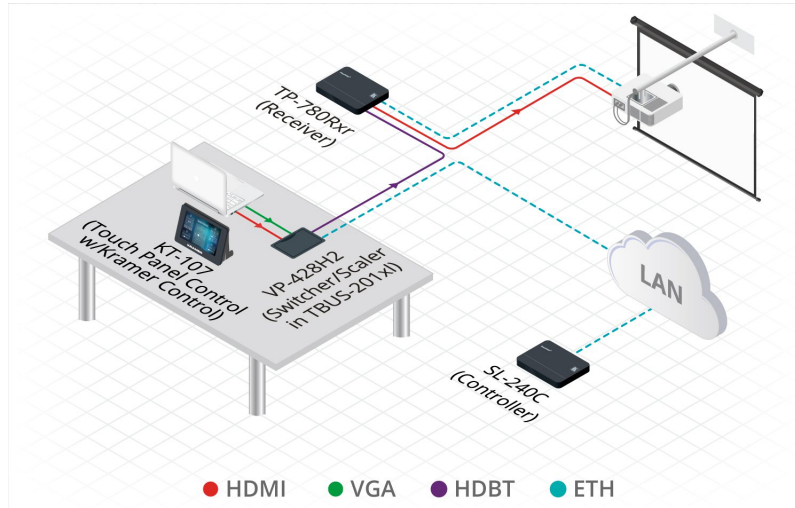 TP-780Rxr
(Receiver)
KT-107
(Touch Panel Control
w/Kramer Control)
VP-428H2
(Switcher/Scaler
in TBUS-201xl)
LAN
SL-240C
(Controller)
HDMI
VGA
HDBT
ETH